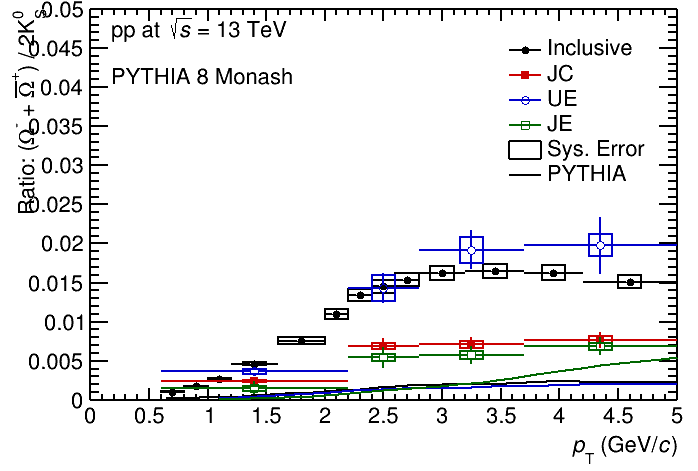 0.05
0.045
0.04
0.035
0.03
0.025
0.02
0.015
0.01
0.005
0
Ratio: (Ω⁻ + Ω̅⁺) / 2K⁰_S
pp at √s = 13 TeV
PYTHIA 8 Monash
Inclusive
JC
UE
JE
Sys. Error
PYTHIA
0 0.5 1 1.5 2 2.5 3 3.5 4 4.5 5
p_T (GeV/c)